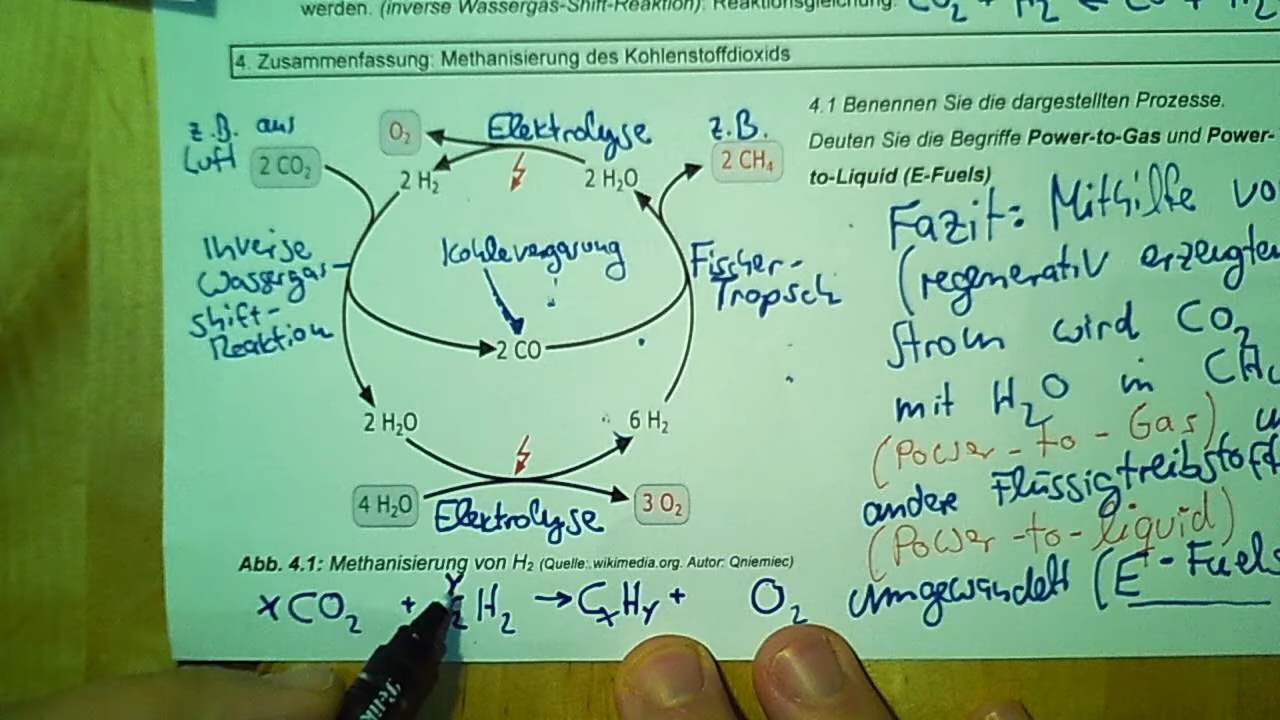 werden. (inverse Wassergas-Shift-Reaktion). Reaktionsgleichung: CO2 + H2
4. Zusammenfassung: Methanisierung des Kohlenstoffdioxids
4.1 Benennen Sie die dargestellten Prozesse.
Deuten Sie die Begriffe Power-to-Gas und Power-
to-Liquid (E-Fuels)
z.B. aus
Luft
2 CO2
O2
Elektrolyse
z.B.
2 CH4
2 H2
2 H2O
Inverse
Wassergas-
shift-
Reaktion
Kohlevergasung
Fischer-
Tropsch
2 CO
2 H2O
6 H2
4 H2O
Elektrolyse
3 O2
Abb. 4.1: Methanisierung von H2 (Quelle: wikimedia.org. Autor: Qniemiec)
xCO2 + y/2 H2 → CxHy + O2
Fazit: Mithilfe
(regenerativ erzeugten
Strom wird CO2
mit H2O in
(Power-to-Gas)
andere
(Power-to-liquid)
umgewandelt (E-Fuels